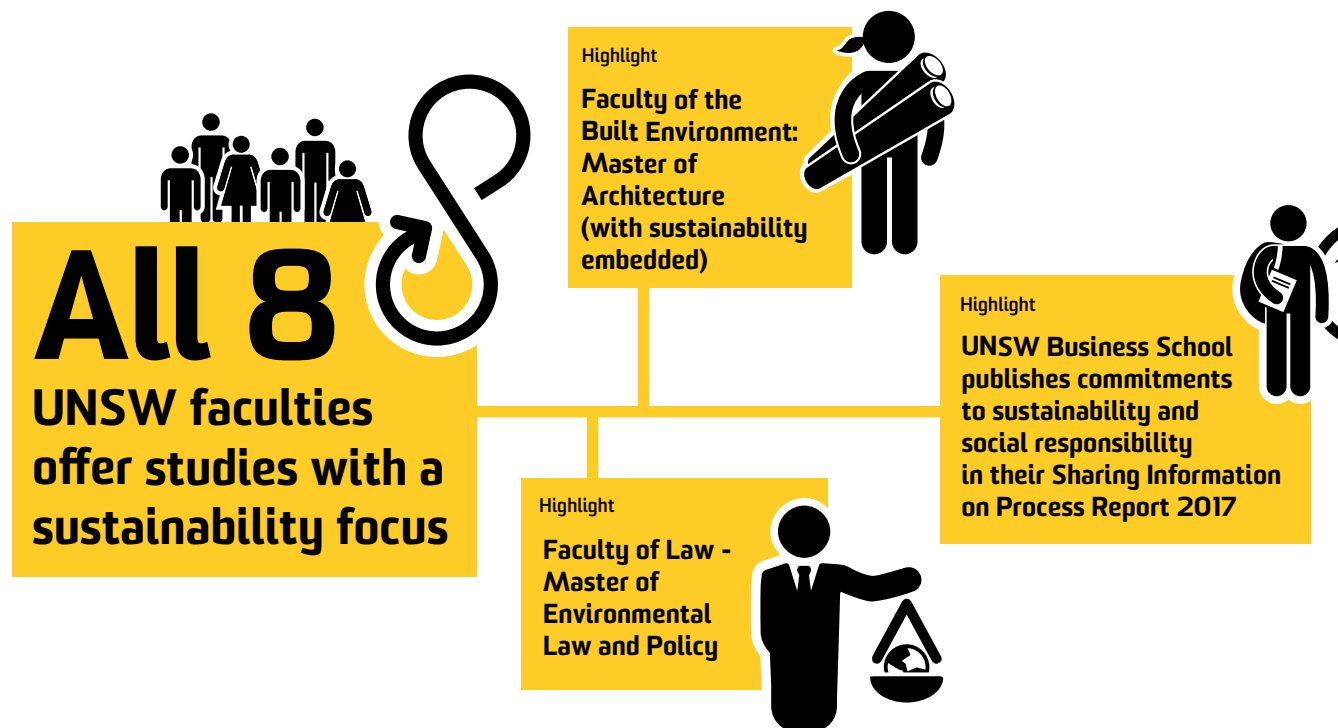 All 8
UNSW faculties
offer studies with a
sustainability focus
Highlight
Faculty of the
Built Environment:
Master of
Architecture
(with sustainability
embedded)
Highlight
UNSW Business School
publishes commitments
to sustainability and
social responsibility
in their Sharing Information
on Process Report 2017
Highlight
Faculty of Law -
Master of
Environmental
Law and Policy